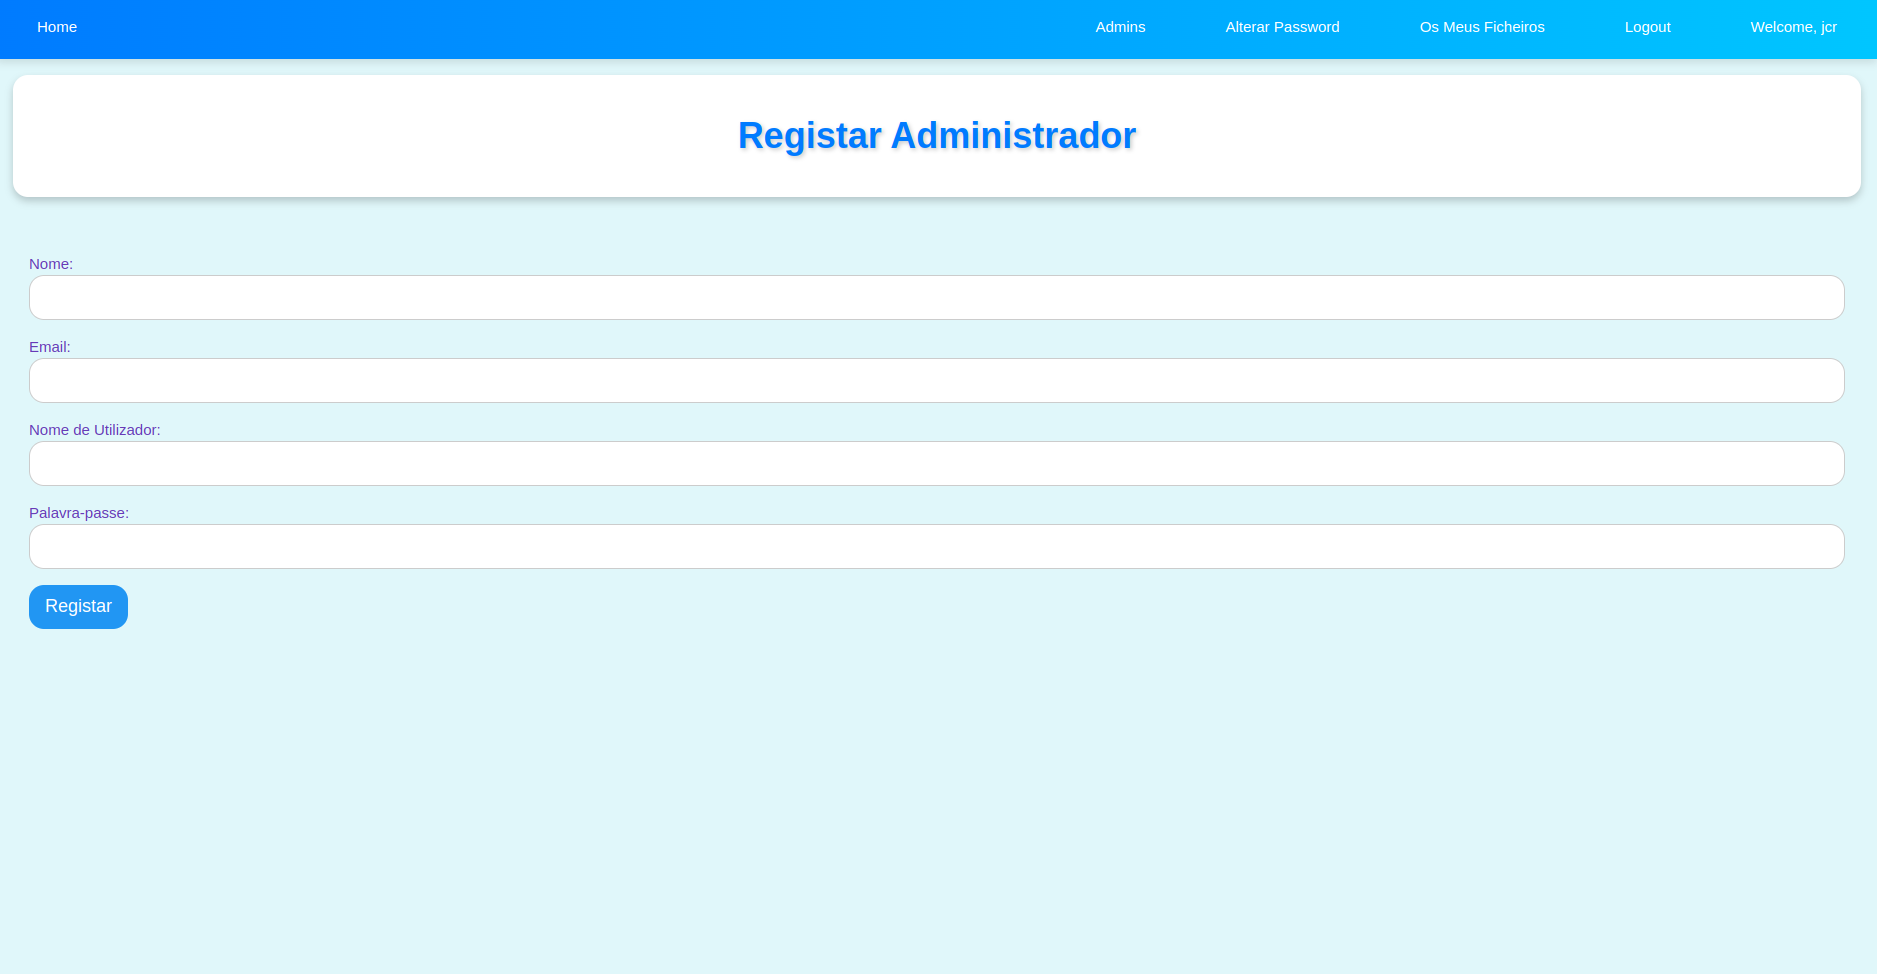 Home Admins Alterar Password Os Meus Ficheiros Logout Welcome, jcr
Registar Administrador
Nome:
Email:
Nome de Utilizador:
Palavra-passe:
Registar